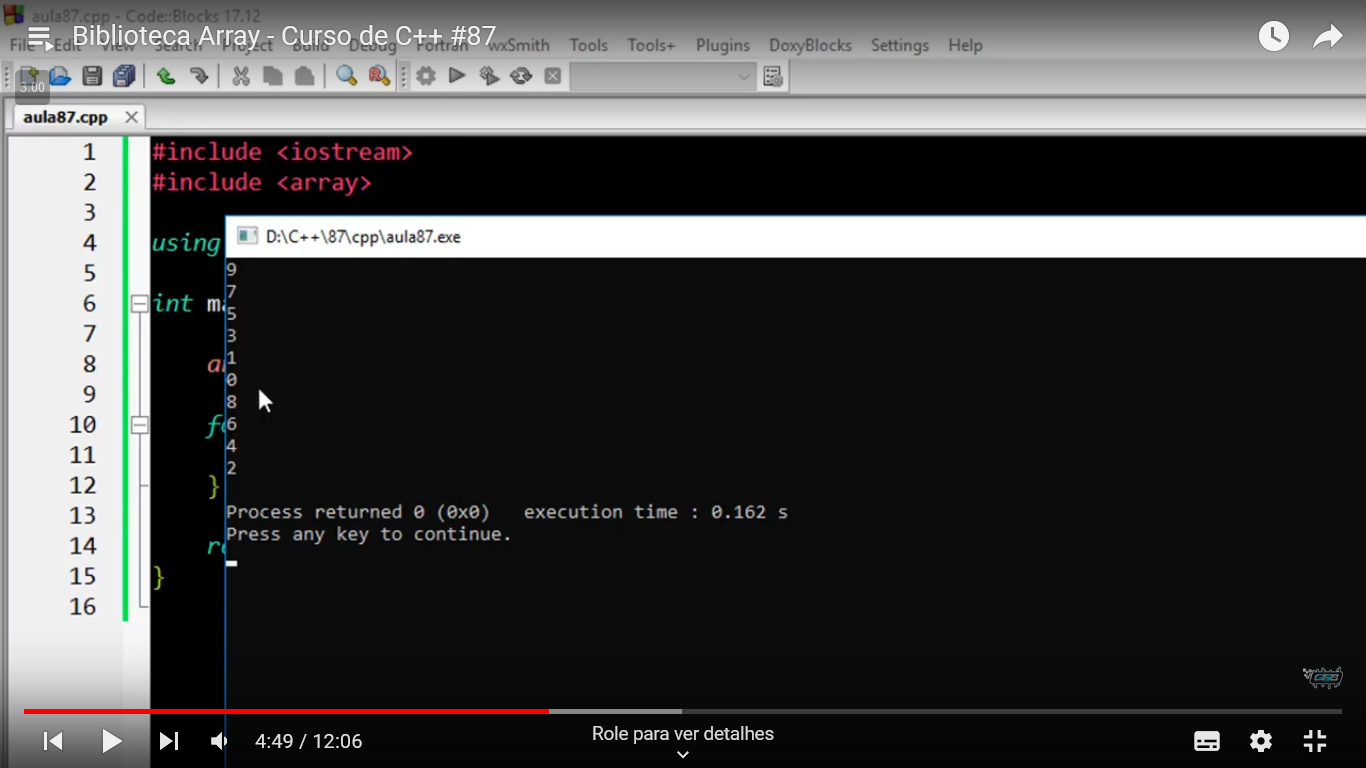 aula87.cpp - Code::Blocks 17.12
Biblioteca Array - Curso de C++ #87
File Edit View Search Project Build Debug Fortran wxSmith Tools Tools+ Plugins DoxyBlocks Settings Help
3.00
aula87.cpp
1 #include <iostream>
2 #include <array>
3
4 using
5
6 int ma
7
8 a
9
10 fo
11
12 }
13
14 re
15 }
16
D:\C++\87\cpp\aula87.exe
9
7
5
3
1
0
8
6
4
2
Process returned 0 (0x0) execution time : 0.162 s
Press any key to continue.
CSG
4:49 / 12:06
Role para ver detalhes